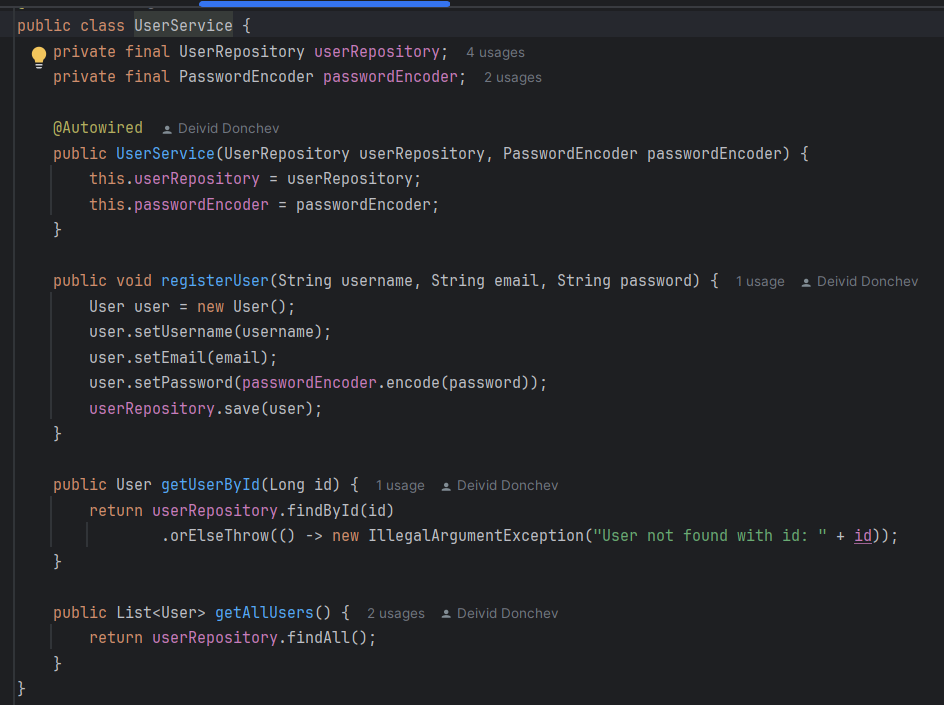 public class UserService {
    private final UserRepository userRepository;  4 usages
    private final PasswordEncoder passwordEncoder;  2 usages

    @Autowired  Deivid Donchev
    public UserService(UserRepository userRepository, PasswordEncoder passwordEncoder) {
        this.userRepository = userRepository;
        this.passwordEncoder = passwordEncoder;
    }

    public void registerUser(String username, String email, String password) {  1 usage  Deivid Donchev
        User user = new User();
        user.setUsername(username);
        user.setEmail(email);
        user.setPassword(passwordEncoder.encode(password));
        userRepository.save(user);
    }

    public User getUserById(Long id) {  1 usage  Deivid Donchev
        return userRepository.findById(id)
                .orElseThrow(() -> new IllegalArgumentException("User not found with id: " + id));
    }

    public List<User> getAllUsers() {  2 usages  Deivid Donchev
        return userRepository.findAll();
    }
}